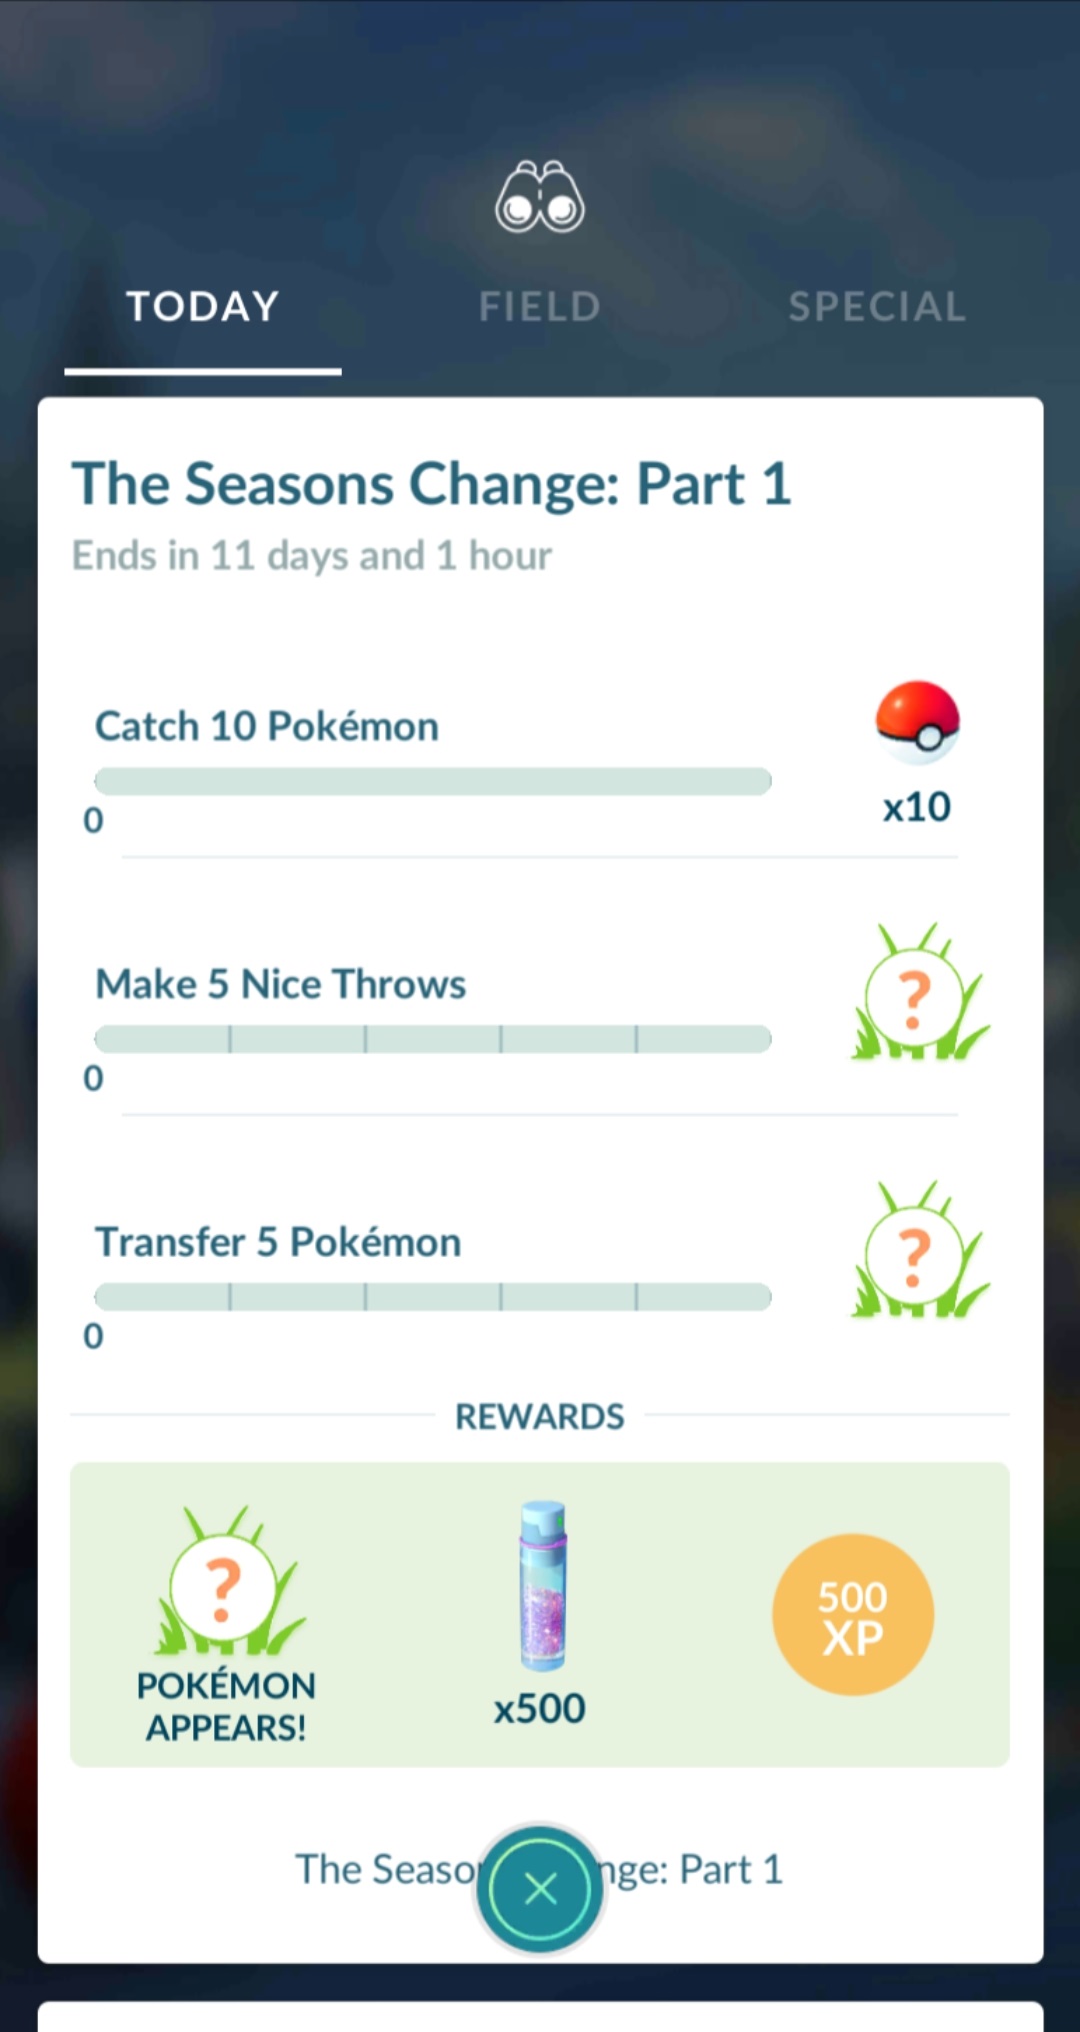 TODAY FIELD SPECIAL
The Seasons Change: Part 1
Ends in 11 days and 1 hour
Catch 10 Pokémon
x10
0
?
Make 5 Nice Throws
0
?
Transfer 5 Pokémon
0
REWARDS
?
500
XP
POKÉMON
APPEARS!
x500
The Seaso nge: Part 1